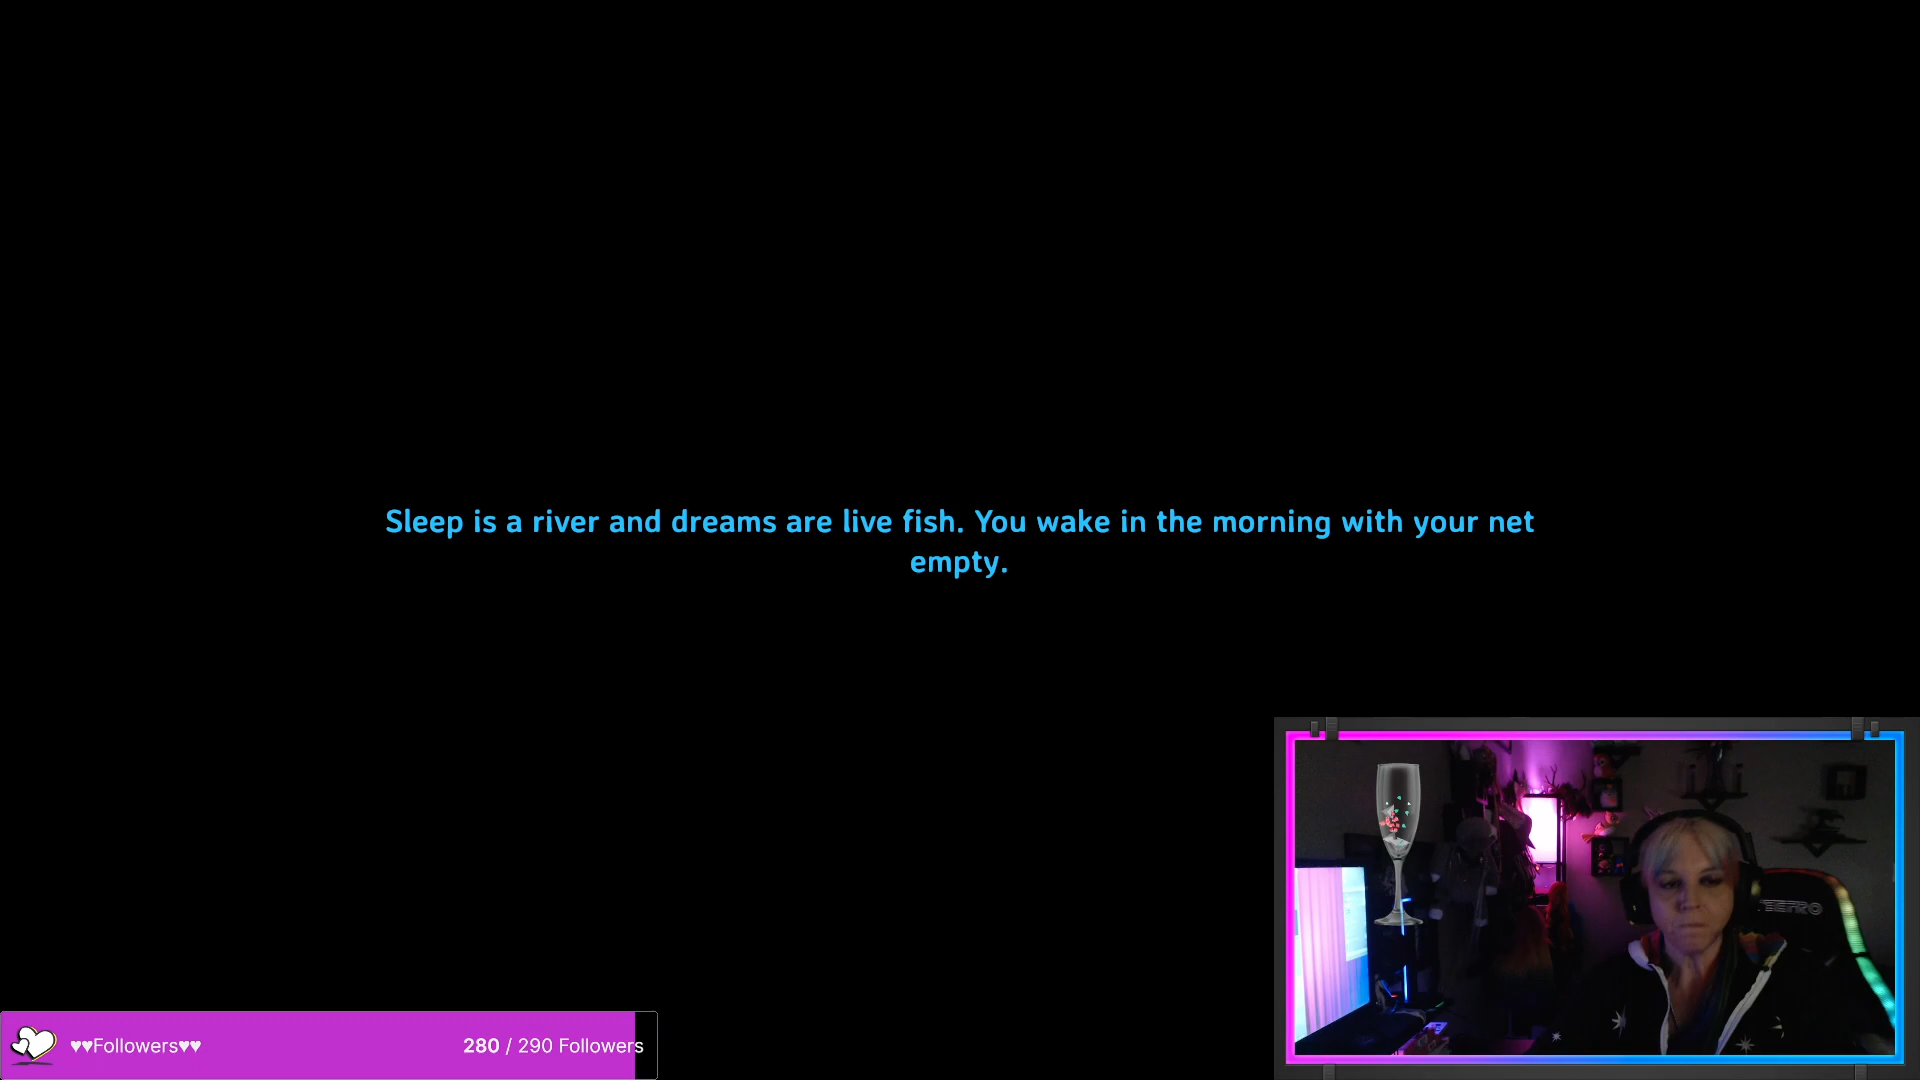 Sleep is a river and dreams are live fish. You wake in the morning with your net
empty.
♥♥Followers♥♥ 280 / 290 Followers